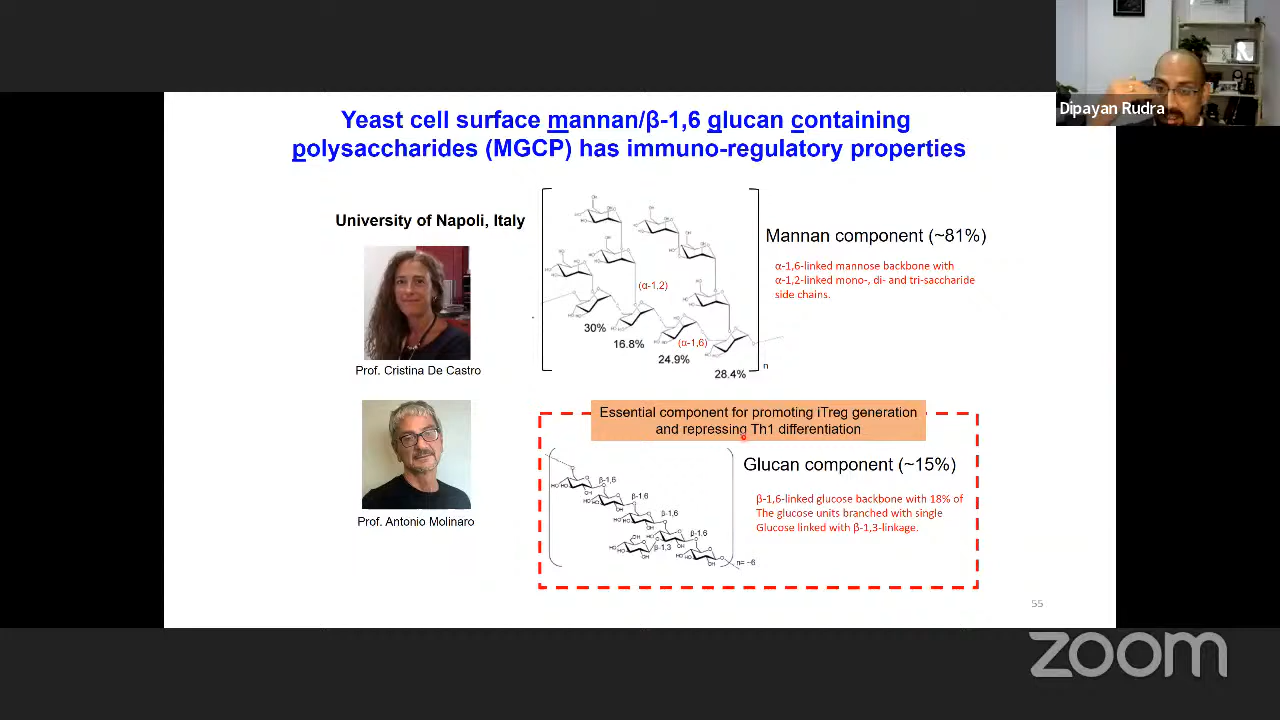 Dipayan Rudra
Yeast cell surface mannan/β-1,6 glucan containing
polysaccharides (MGCP) has immuno-regulatory properties
University of Napoli, Italy
Prof. Cristina De Castro
Prof. Antonio Molinaro
(α-1,2)
(α-1,6)
30%
16.8%
24.9%
28.4%
n
Mannan component (~81%)
α-1,6-linked mannose backbone with
α-1,2-linked mono-, di- and tri-saccharide
side chains.
Essential component for promoting iTreg generation
and repressing Th1 differentiation
Glucan component (~15%)
β-1,6-linked glucose backbone with 18% of
The glucose units branched with single
Glucose linked with β-1,3-linkage.
β-1,6
β-1,6
β-1,6
β-1,6
β-1,3
n= ~6
55
zoom